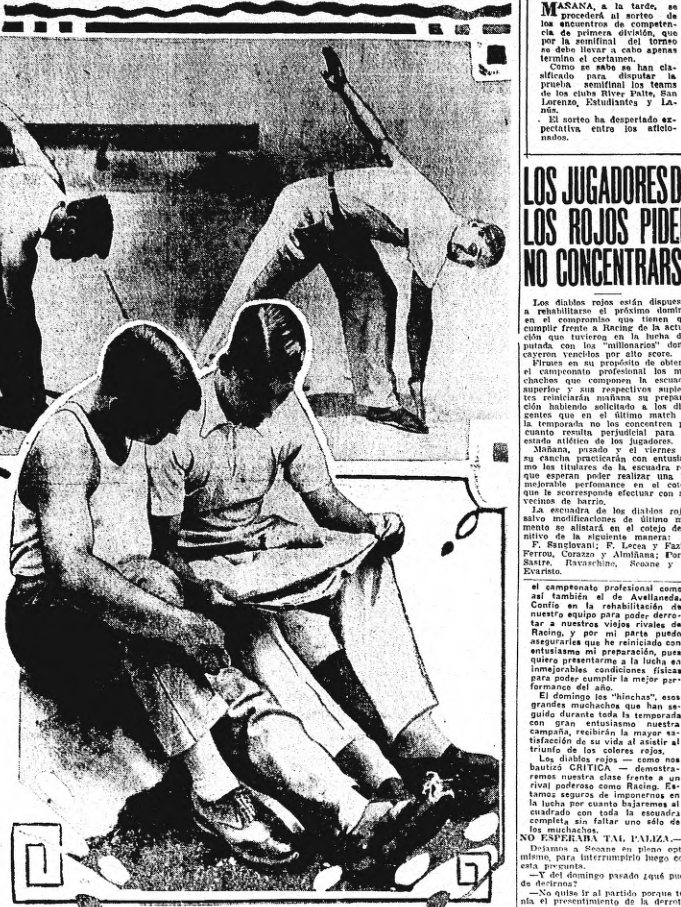 MAÑANA, a la tarde, se
procederá al sorteo de
los encuentros de competen-
cia de primera división, que
por la semifinal del torneo
se debe llevar a cabo apenas
termine el certamen.
Como se sabe se han cla-
sificado para disputar la
prueba semifinal los teams
de los clubs River Palte, San
Lorenzo, Estudiantes y La-
nús.
El sorteo ha despertado ex-
pectativa entre los aficio-
nados.
LOS JUGADORES D
LOS ROJOS PIDE
NO CONCENTRARS
Los diablos rojos están dispues
a rehabilitarse el próximo domin
en el compromiso que tienen q
cumplir frente a Racing de la actu
ción que tuvieron en la lucha d
putada con los "millonarios" don
cayeron vencidos por alto score.
Firmes en su propósito de obten
el campeonato profesional los m
chachos que componen la escuad
superior y sus respectivos suple
tes reiniciarán mañana su prepar
ción habiendo solicitado a los di
gentes que en el último match
la temporada no los concentren p
cuanto resulta perjudicial para
estado atlético de los jugadores.
Mañana, pasado y el viernes
su cancha practicarán con entusia
mo los titulares de la escuadra ro
que esperan poder realizar una
mejorable perfomance en el cote
que le scorresponde efectuar con s
vecinos de barrio.
La escuadra de los diablos roj
salvo modificaciones de último m
mento se alistará en el cotejo de
nitivo de la siguiente manera:
F. Sangiovani; F. Lecea y Fazi
Ferrou, Corazzo y Almiñana; Por
Sastre, Ravaschino, Seoane y
Evaristo.
el campeonato profesional como
así también el de Avellaneda.
Confío en la rehabilitación de
nuestro equipo para poder derro-
tar a nuestros viejos rivales de
Racing, y por mi parte puedo
asegurarles que he reiniciado con
entusiasmo mi preparación, pues
quiero presentarme a la lucha en
inmejorables condiciones físicas
para poder cumplir la mejor per-
formance del año.
El domingo los "hinchas", esos
grandes muchachos que han se-
guido durante toda la temporada
con gran entusiasmo nuestra
campaña, recibirán la mayor sa-
tisfacción de su vida al asistir al
triunfo de los colores rojos.
Los diablos rojos — como nos
bautizó CRITICA — demostra-
remos nuestra clase frente a un
rival poderoso como Racing. Es-
tamos seguros de imponernos en
la lucha por cuanto bajaremos al
cuadrado con toda la escuadra
completa sin faltar uno sólo de
los muchachos.
NO ESPERABA TAL PALIZA.—
Dejamos a Seoane en pleno opt
mismo, para interrumpirlo luego co
esta pregunta.
—Y del domingo pasado ¿qué pue
de decirnos?
—No quise ir al partido porque te
nía el presentimiento de la derrot